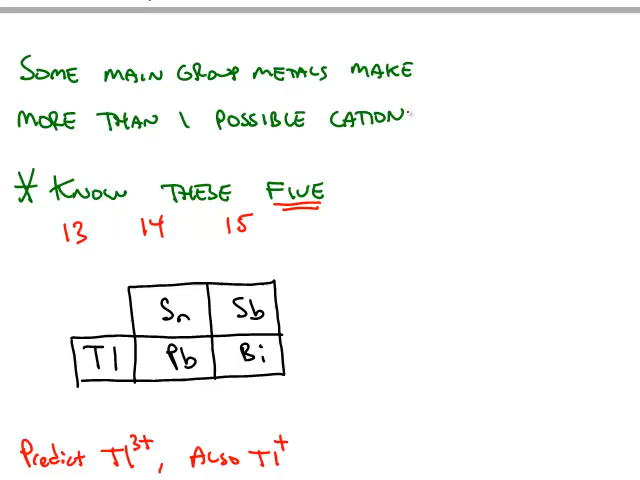 SOME MAIN GROUP METALS MAKE
MORE THAN 1 POSSIBLE CATION
* KNOW THESE FIVE
13 14 15
Sn Sb
Tl Pb Bi
Predict Tl³⁺, Also Tl⁺